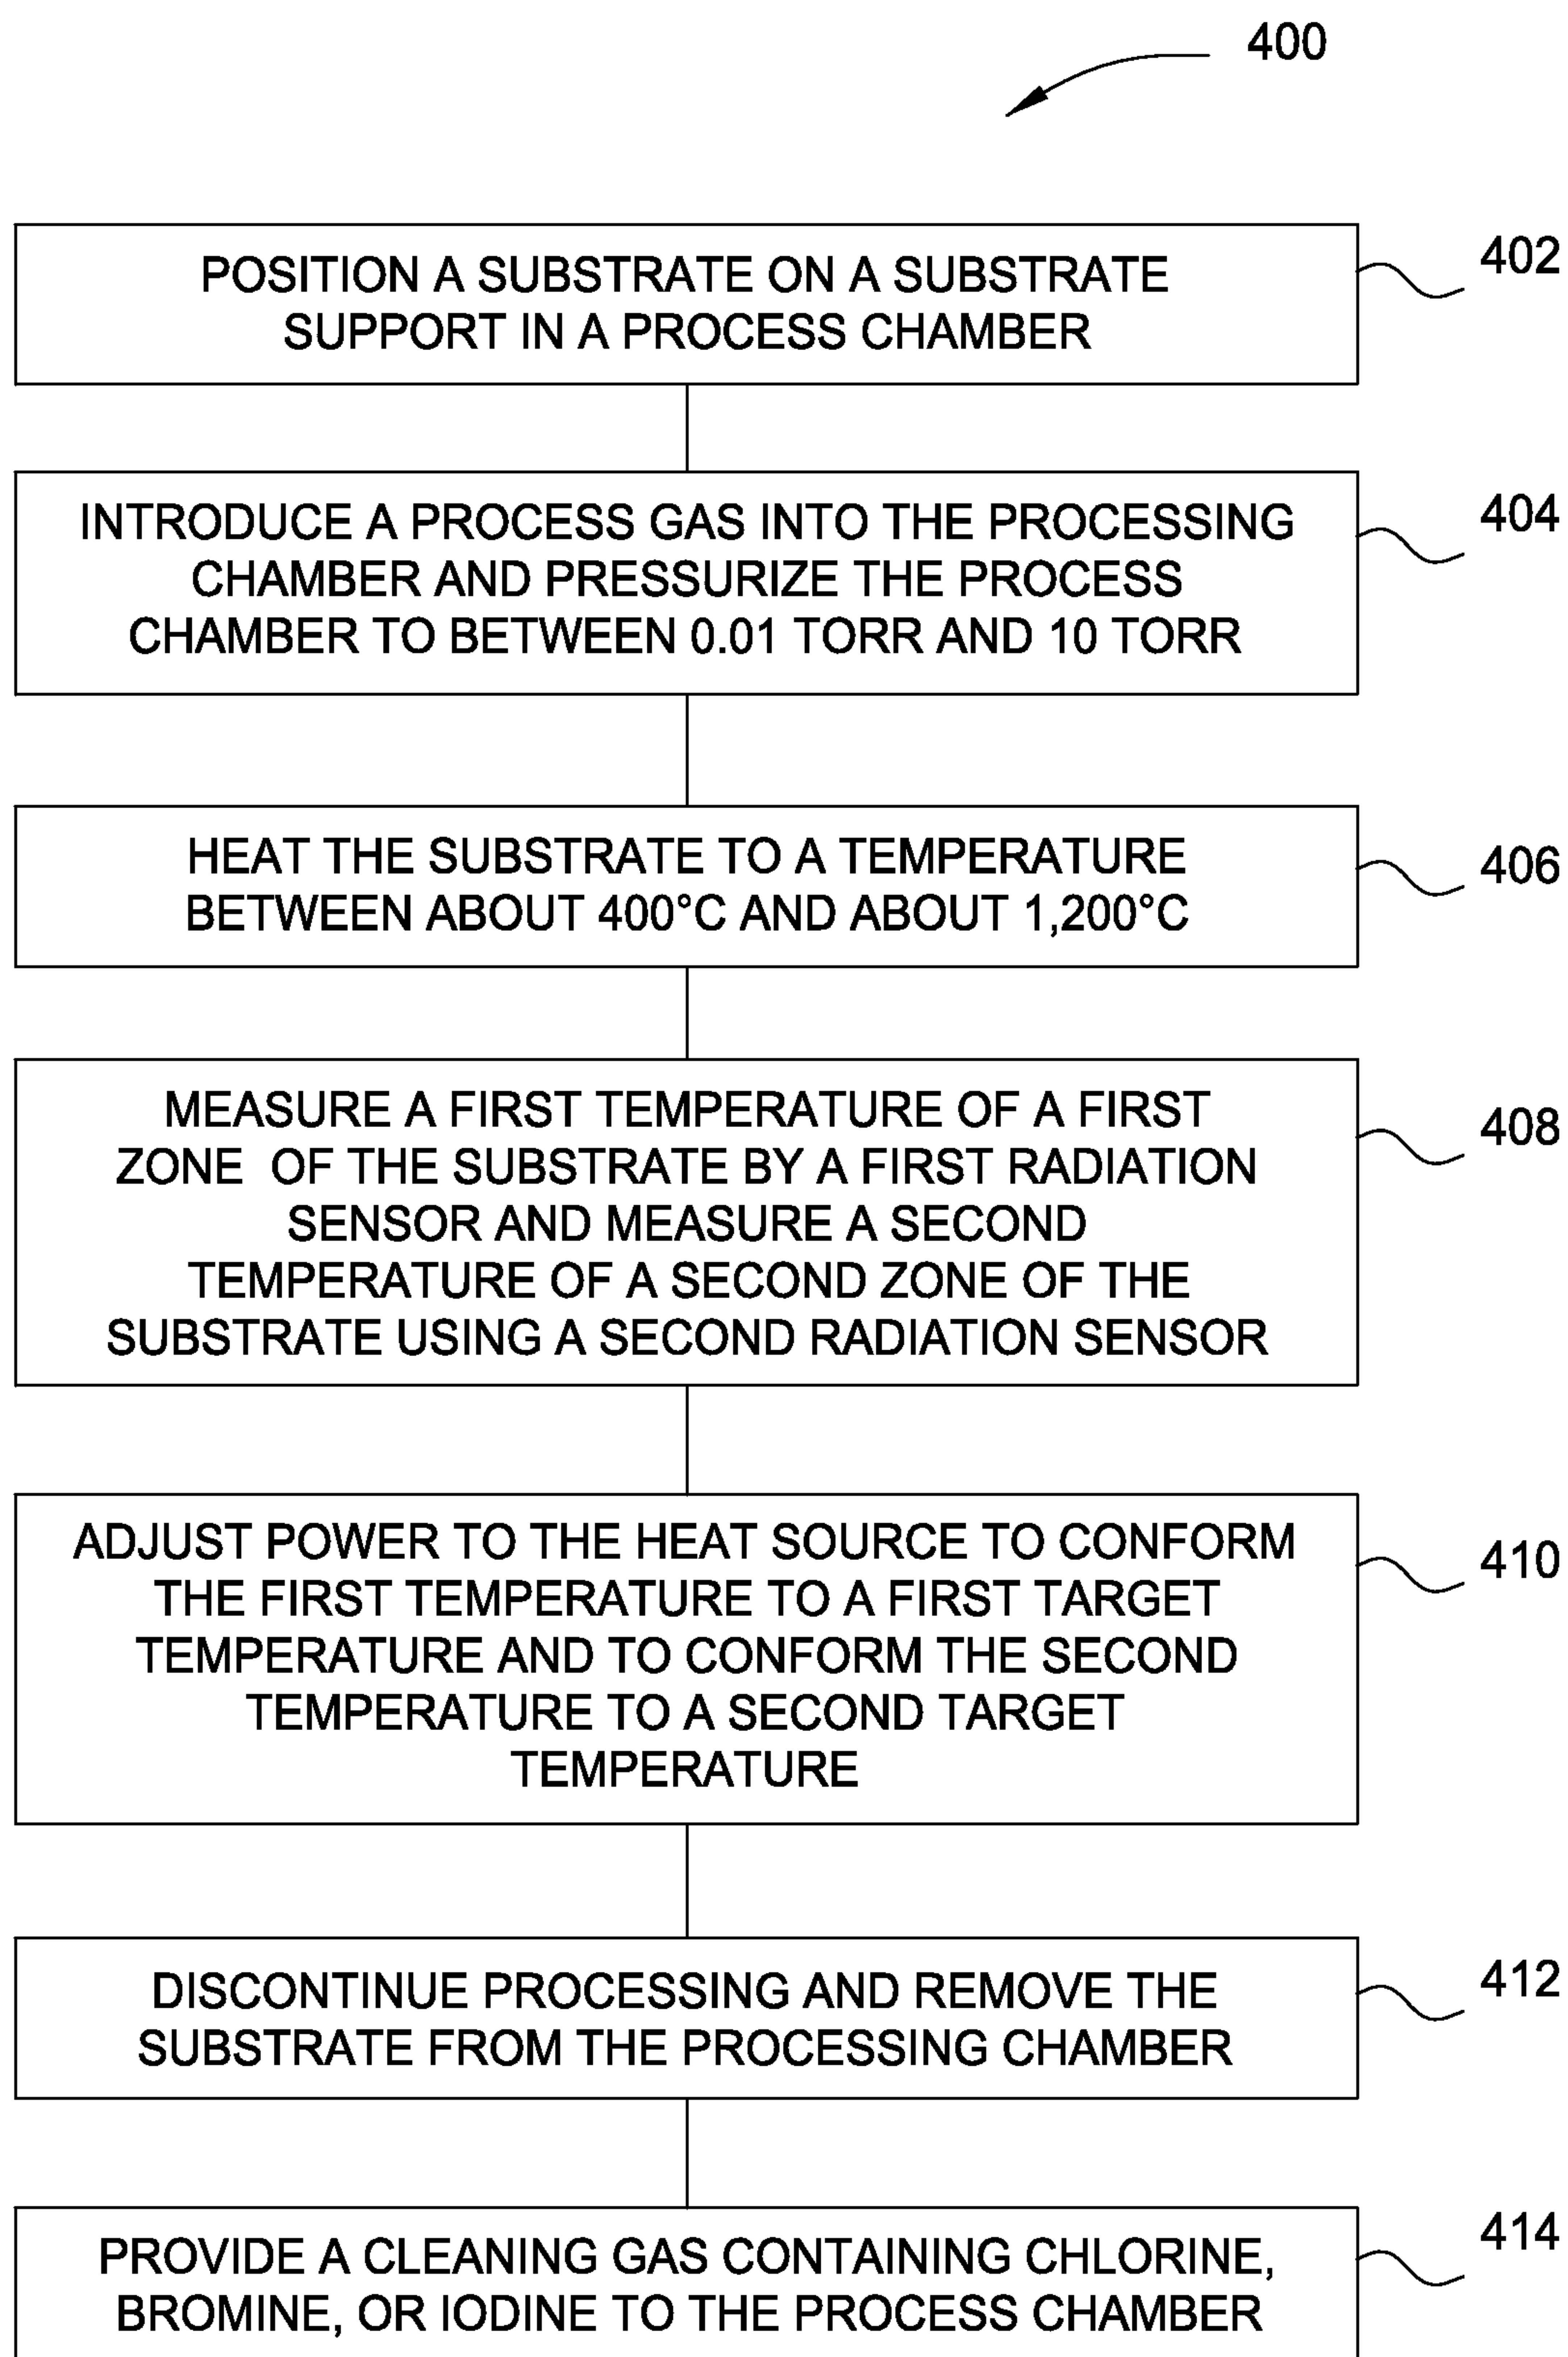 400
POSITION A SUBSTRATE ON A SUBSTRATE
SUPPORT IN A PROCESS CHAMBER
402
INTRODUCE A PROCESS GAS INTO THE PROCESSING
CHAMBER AND PRESSURIZE THE PROCESS
CHAMBER TO BETWEEN 0.01 TORR AND 10 TORR
404
HEAT THE SUBSTRATE TO A TEMPERATURE
BETWEEN ABOUT 400°C AND ABOUT 1,200°C
406
MEASURE A FIRST TEMPERATURE OF A FIRST
ZONE OF THE SUBSTRATE BY A FIRST RADIATION
SENSOR AND MEASURE A SECOND
TEMPERATURE OF A SECOND ZONE OF THE
SUBSTRATE USING A SECOND RADIATION SENSOR
408
ADJUST POWER TO THE HEAT SOURCE TO CONFORM
THE FIRST TEMPERATURE TO A FIRST TARGET
TEMPERATURE AND TO CONFORM THE SECOND
TEMPERATURE TO A SECOND TARGET
TEMPERATURE
410
DISCONTINUE PROCESSING AND REMOVE THE
SUBSTRATE FROM THE PROCESSING CHAMBER
412
PROVIDE A CLEANING GAS CONTAINING CHLORINE,
BROMINE, OR IODINE TO THE PROCESS CHAMBER
414